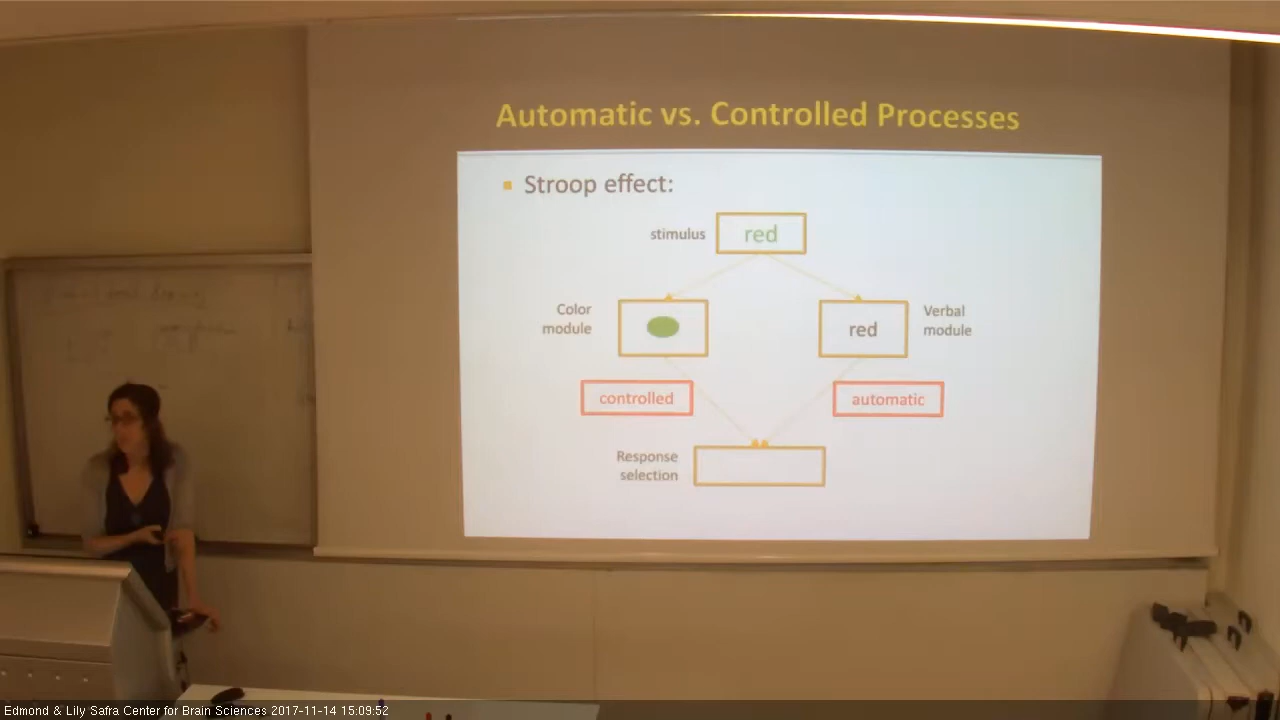 Automatic vs. Controlled Processes
Stroop effect:
stimulus
red
Color
module
red
Verbal
module
controlled
automatic
Response
selection
Edmond & Lily Safra Center for Brain Sciences 2017-11-14 15:09:52